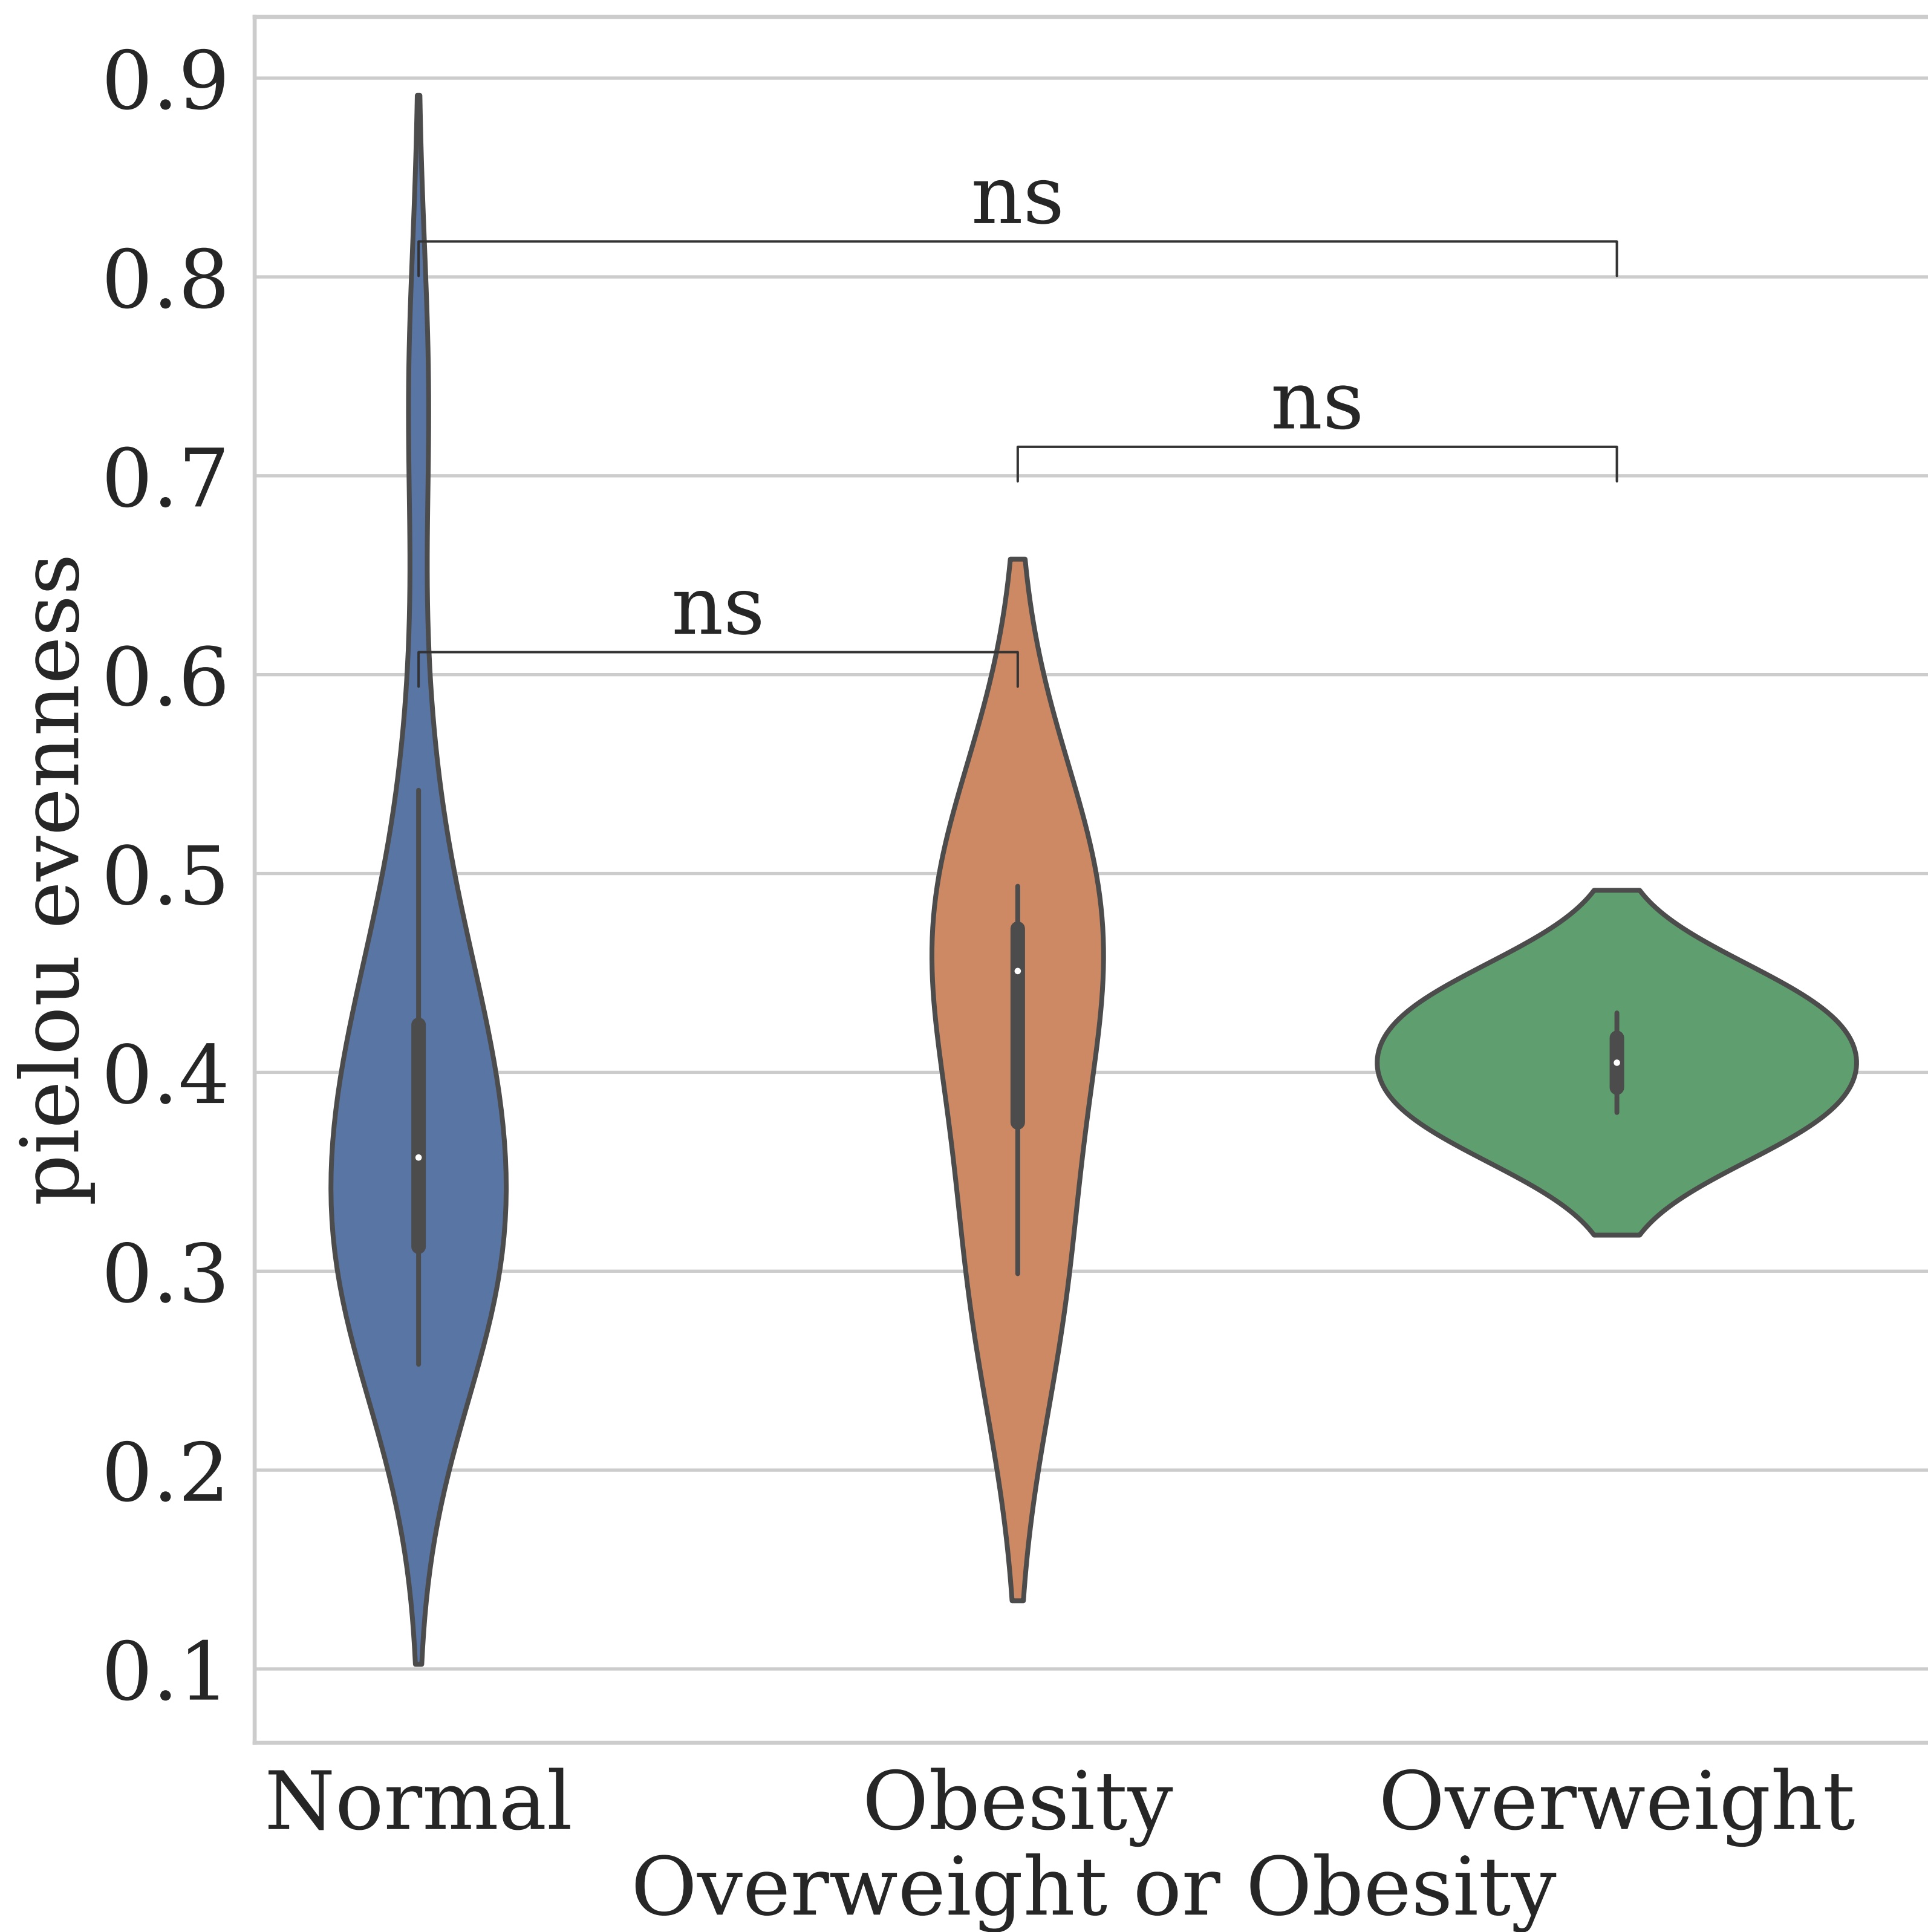 pielou evenness
0.9
0.8
0.7
0.6
0.5
0.4
0.3
0.2
0.1
ns
ns
ns
Normal
Obesity
Overweight
Overweight or Obesity